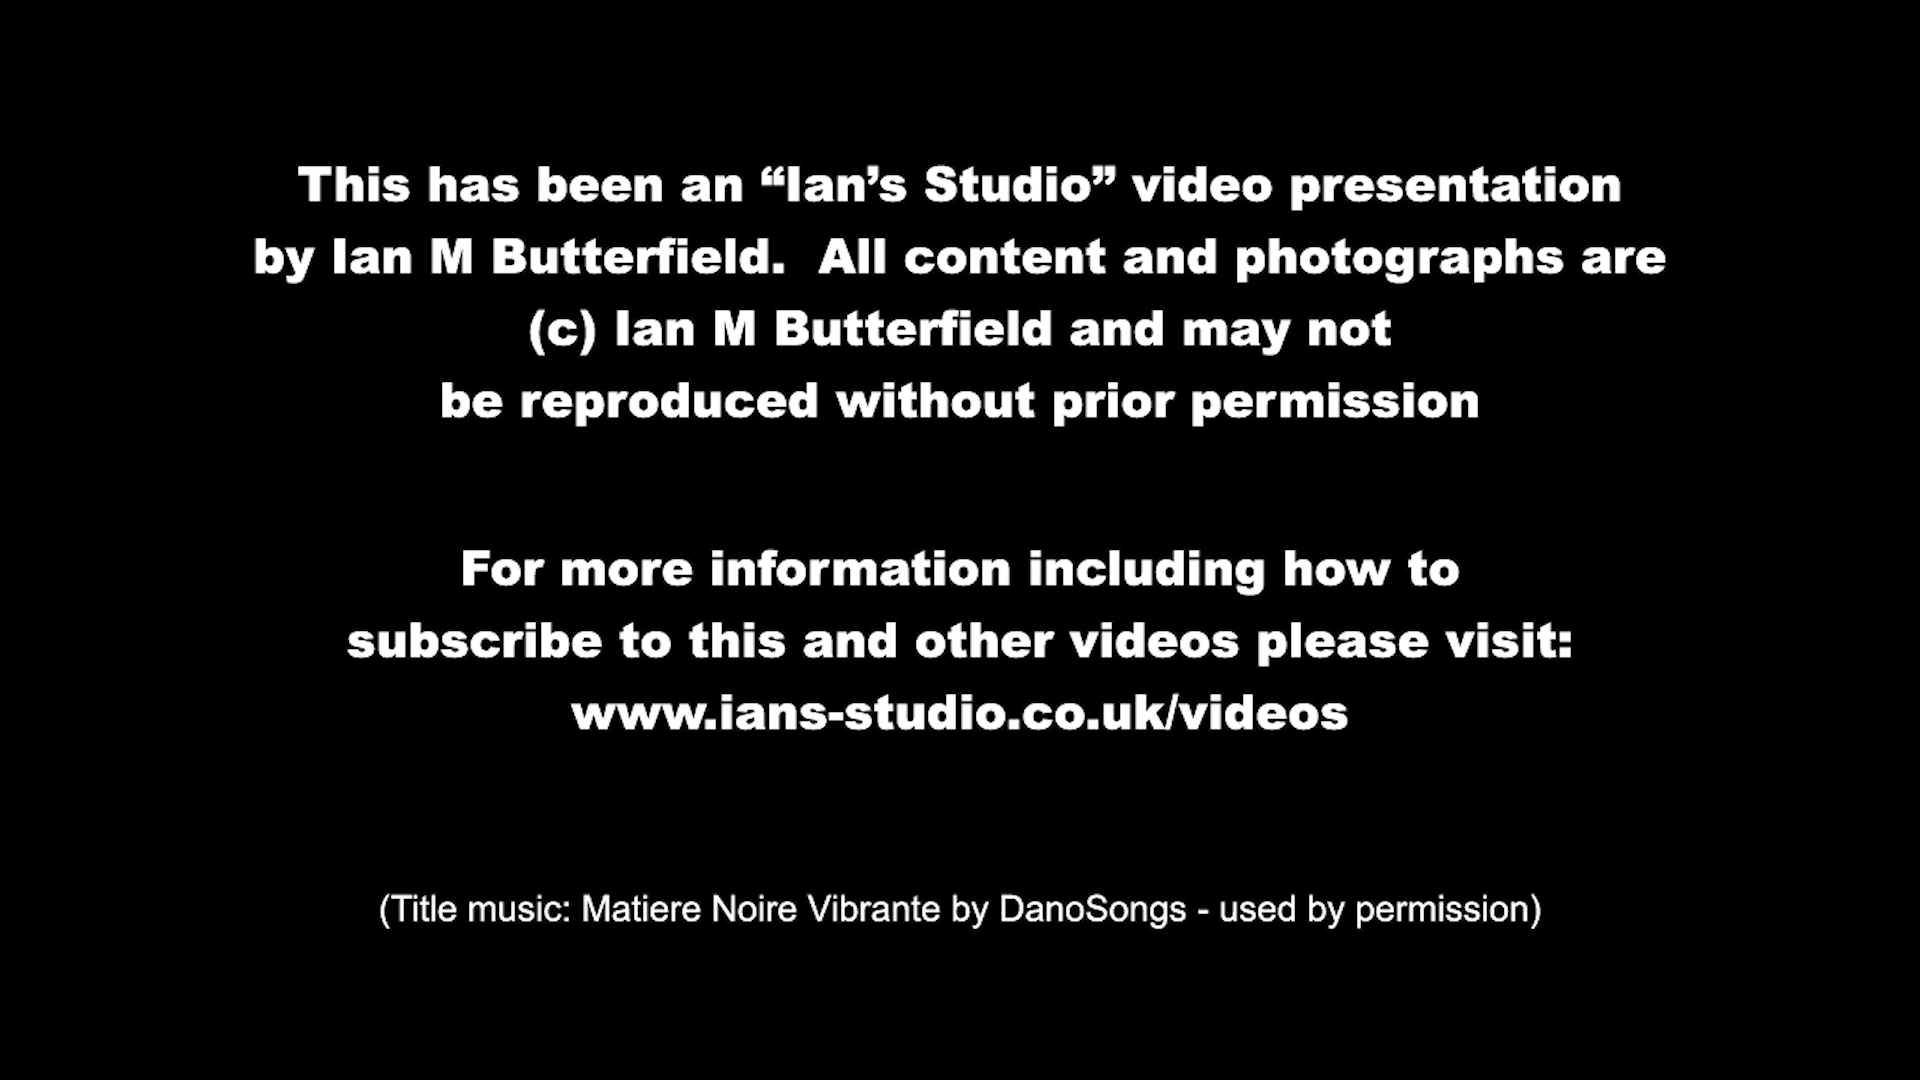 This has been an “Ian’s Studio” video presentation
by Ian M Butterfield.  All content and photographs are
(c) Ian M Butterfield and may not
be reproduced without prior permission
For more information including how to
subscribe to this and other videos please visit:
www.ians-studio.co.uk/videos
(Title music: Matiere Noire Vibrante by DanoSongs - used by permission)